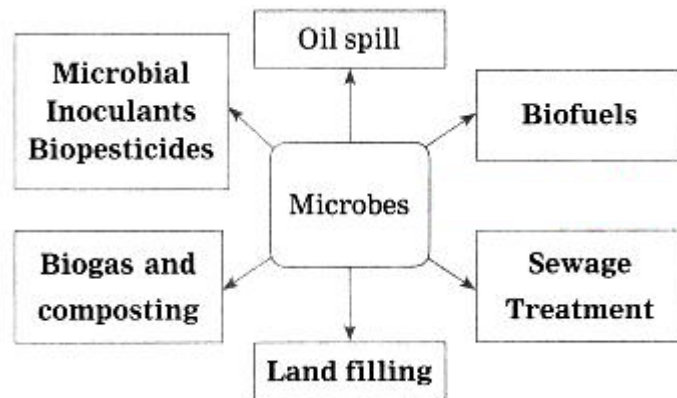 Oil spill
Microbial
Inoculants
Biopesticides
Biofuels
Microbes
Biogas and
composting
Sewage
Treatment
Land filling